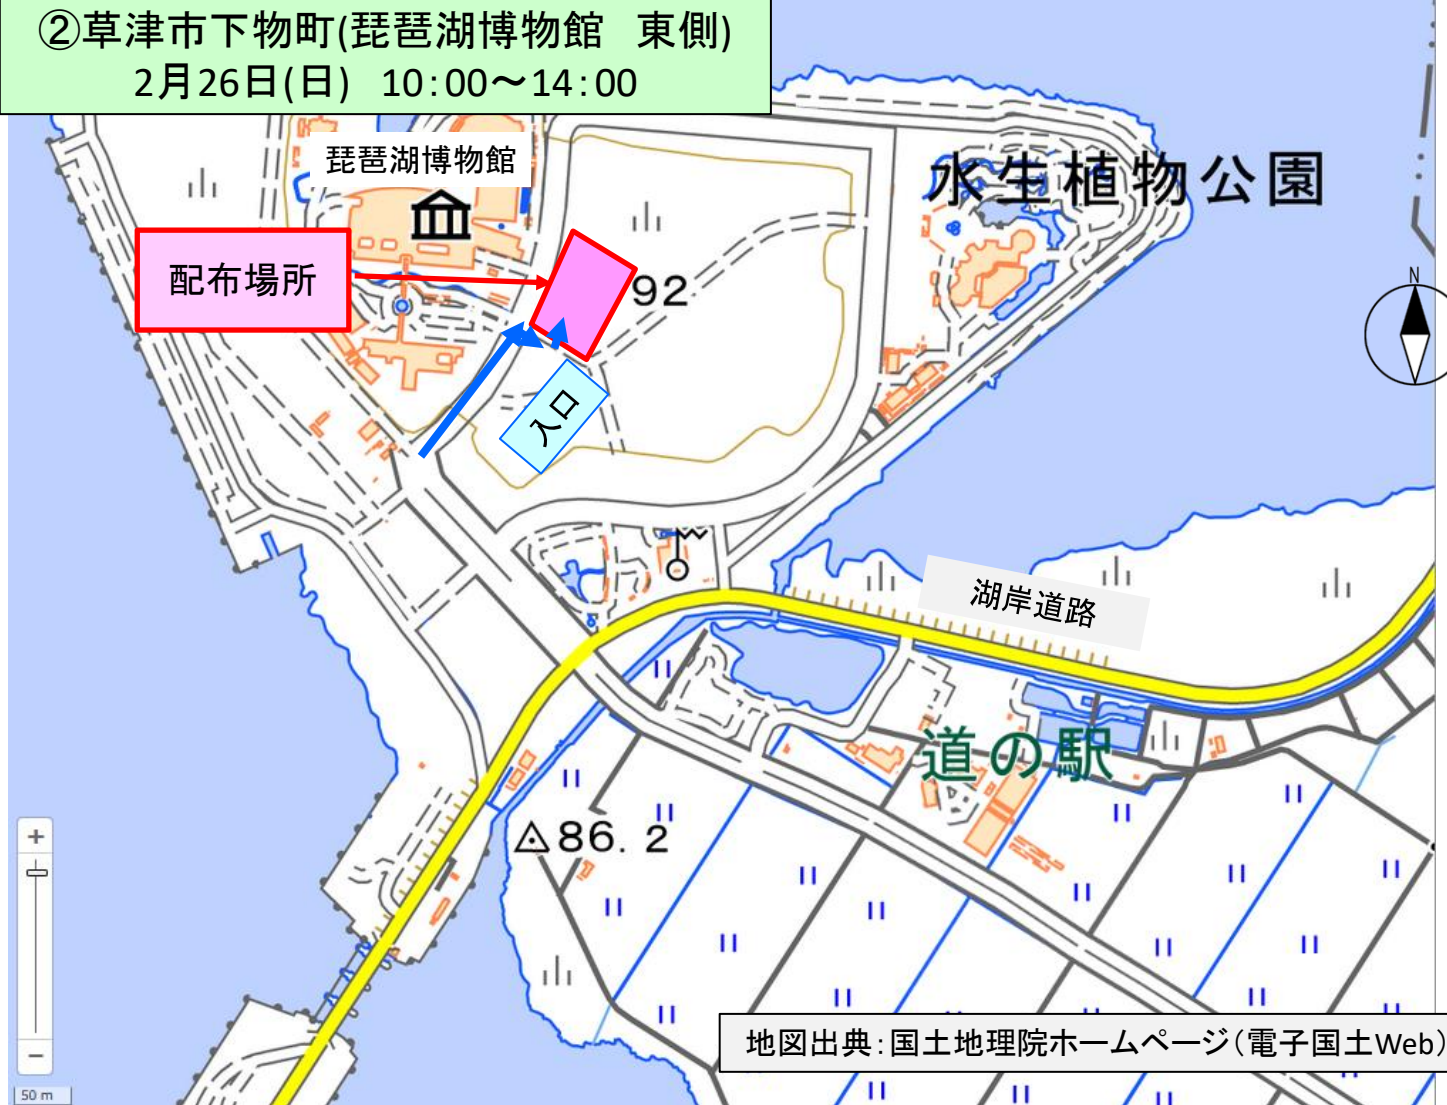 ②草津市下物町(琵琶湖博物館　東側)
2月26日(日)　10:00～14:00
琵琶湖博物館
水生植物公園
配布場所
92
N
入口
湖岸道路
道の駅
86.2
+
−
地図出典:国土地理院ホームページ(電子国土Web)
50 m